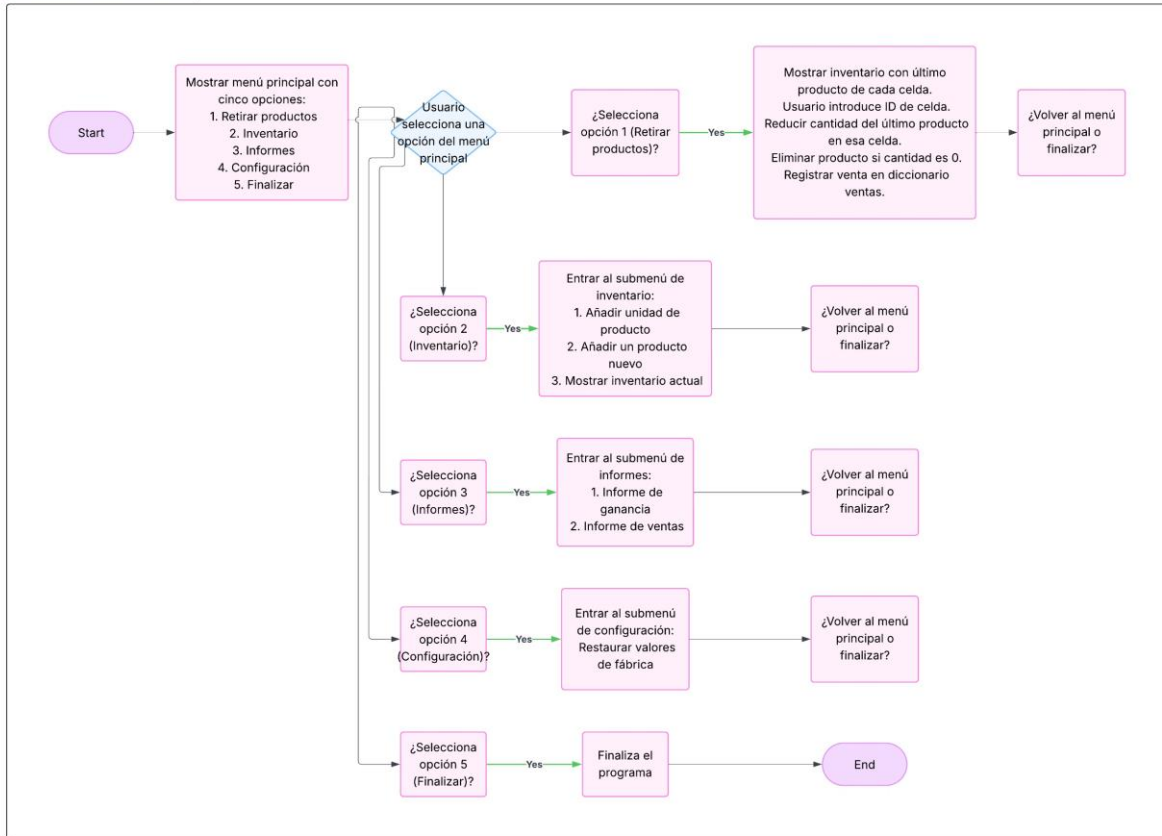 Start
Mostrar menú principal con
cinco opciones:
1. Retirar productos
2. Inventario
3. Informes
4. Configuración
5. Finalizar
Usuario
selecciona una
opción del menú
principal
¿Selecciona
opción 1 (Retirar
productos)?
Yes
Mostrar inventario con último
producto de cada celda.
Usuario introduce ID de celda.
Reducir cantidad del último producto
en esa celda.
Eliminar producto si cantidad es 0.
Registrar venta en diccionario
ventas.
¿Volver al menú
principal o
finalizar?
¿Selecciona
opción 2
(Inventario)?
Yes
Entrar al submenú de
inventario:
1. Añadir unidad de
producto
2. Añadir un producto
nuevo
3. Mostrar inventario actual
¿Volver al menú
principal o
finalizar?
¿Selecciona
opción 3
(Informes)?
Yes
Entrar al submenú de
informes:
1. Informe de
ganancia
2. Informe de ventas
¿Volver al menú
principal o
finalizar?
¿Selecciona
opción 4
(Configuración)?
Yes
Entrar al submenú
de configuración:
Restaurar valores
de fábrica
¿Volver al menú
principal o
finalizar?
¿Selecciona
opción 5
(Finalizar)?
Yes
Finaliza el
programa
End